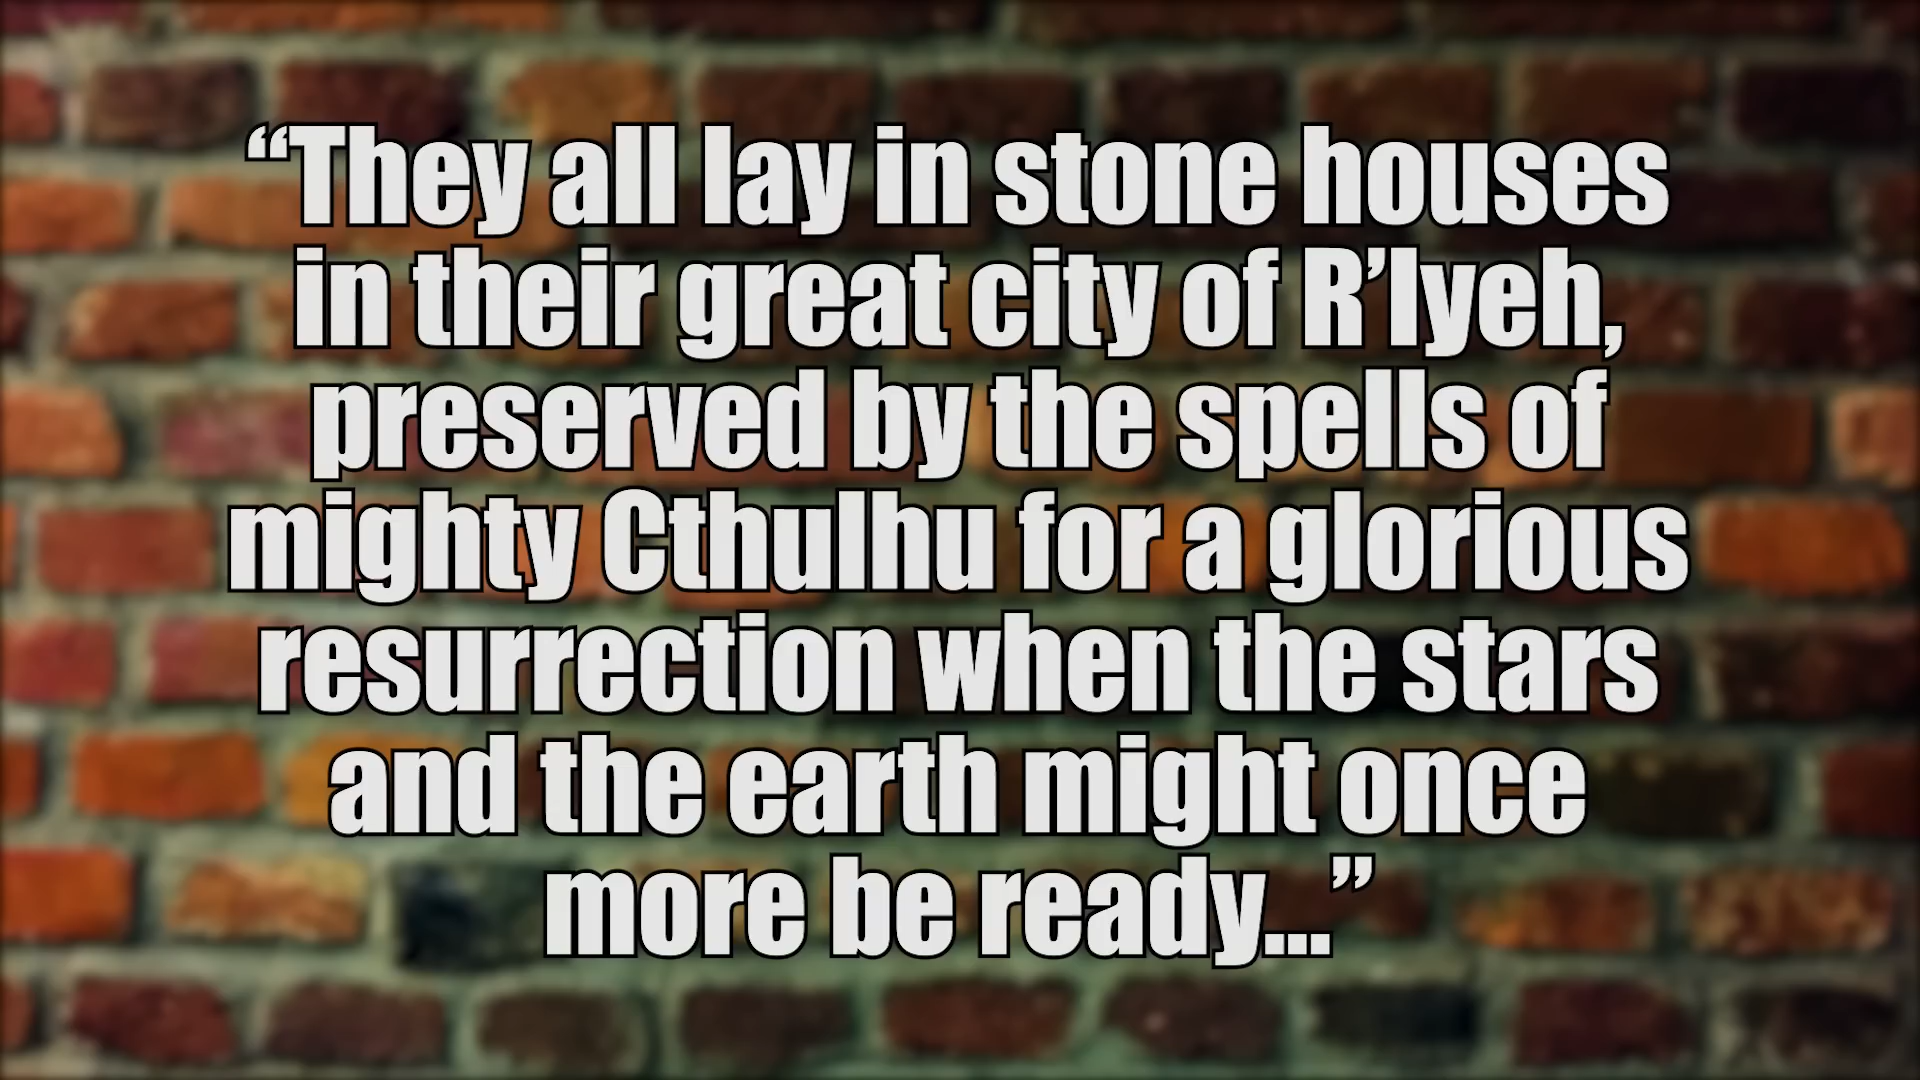 “They all lay in stone houses
in their great city of R’lyeh,
preserved by the spells of
mighty Cthulhu for a glorious
resurrection when the stars
and the earth might once
more be ready...”